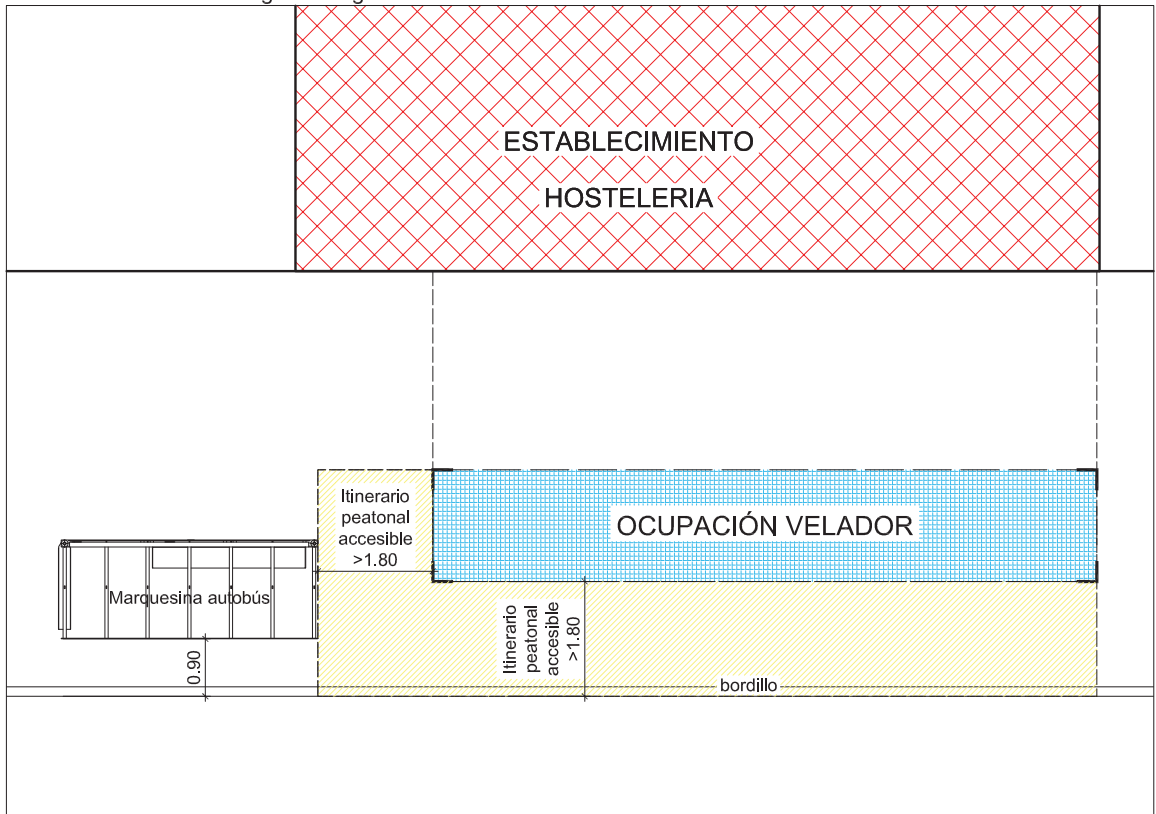 ESTABLECIMIENTO
HOSTELERIA
Itinerario
peatonal
accesible
>1.80
OCUPACIÓN VELADOR
Marquesina autobús
Itinerario
peatonal
accesible
>1.80
0.90
bordillo